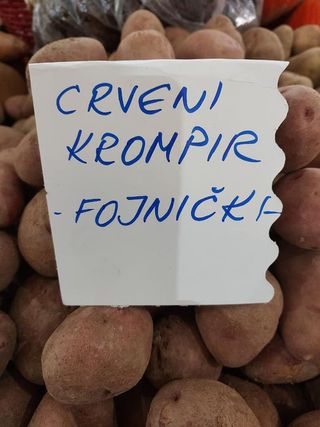 CRVENI
KROMPIR
- FOJNIČKI -